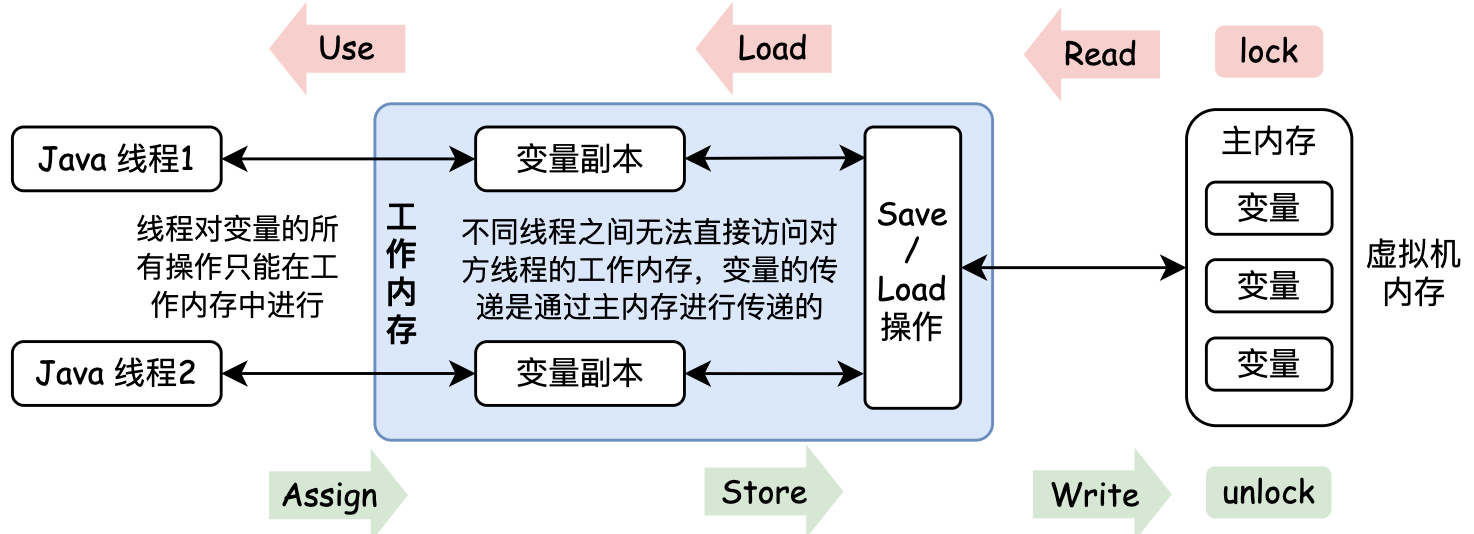 Use
Load
Read
lock
Java 线程1
变量副本
主内存
线程对变量的所
有操作只能在工
作内存中进行
工
作
内
存
不同线程之间无法直接访问对
方线程的工作内存，变量的传
递是通过主内存进行传递的
Save
/
Load
操作
变量
变量
变量
虚拟机
内存
Java 线程2
变量副本
Assign
Store
Write
unlock